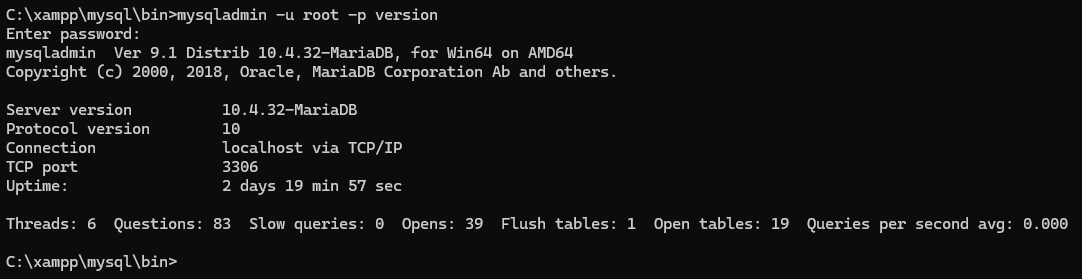 C:\xampp\mysql\bin>mysqladmin -u root -p version
Enter password:
mysqladmin  Ver 9.1 Distrib 10.4.32-MariaDB, for Win64 on AMD64
Copyright (c) 2000, 2018, Oracle, MariaDB Corporation Ab and others.

Server version          10.4.32-MariaDB
Protocol version        10
Connection              localhost via TCP/IP
TCP port                3306
Uptime:                 2 days 19 min 57 sec

Threads: 6  Questions: 83  Slow queries: 0  Opens: 39  Flush tables: 1  Open tables: 19  Queries per second avg: 0.000

C:\xampp\mysql\bin>